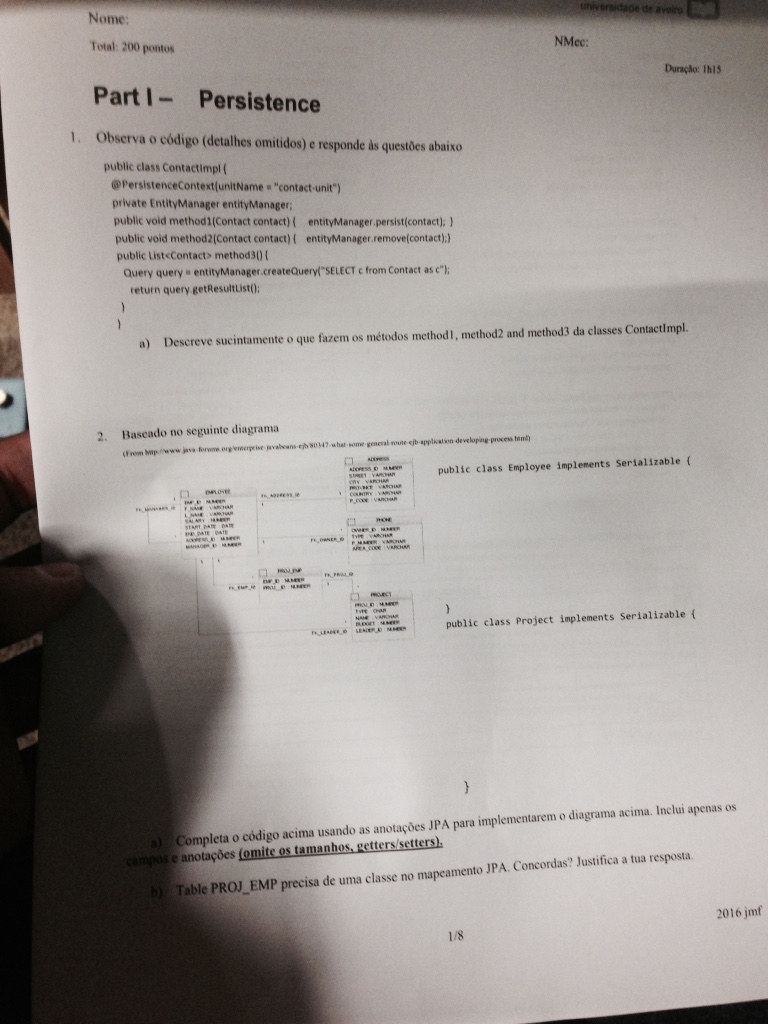 universidade de aveiro
Nome:
NMec:
Total: 200 pontos
Duração: 1h15
Part I – Persistence
1. Observa o código (detalhes omitidos) e responde às questões abaixo
public class ContactImpl {
@PersistenceContext(unitName = "contact-unit")
private EntityManager entityManager;
public void method1(Contact contact) { entityManager.persist(contact); }
public void method2(Contact contact) { entityManager.remove(contact);}
public List<Contact> method3() {
Query query = entityManager.createQuery("SELECT c from Contact as c");
return query.getResultList();
}
}
a) Descreve sucintamente o que fazem os métodos method1, method2 and method3 da classes ContactImpl.
2. Baseado no seguinte diagrama
(From http://www.java-forums.org/enterprise-javabeans-ejb/80347-what-some-general-route-ejb-application-developing-process.html)
public class Employee implements Serializable {
ADDRESS
ADDRESS_ID NUMBER
STREET VARCHAR
CITY VARCHAR
PROVINCE VARCHAR
COUNTRY VARCHAR
P_CODE VARCHAR
EMPLOYEE
EMP_ID NUMBER
F_NAME VARCHAR
L_NAME VARCHAR
SALARY NUMBER
START_DATE DATE
END_DATE DATE
ADDRESS_ID NUMBER
MANAGER_ID NUMBER
FK_ADDRESS_ID
FK_MANAGER_ID
PHONE
OWNER_ID NUMBER
TYPE VARCHAR
P_NUMBER VARCHAR
AREA_CODE VARCHAR
FK_OWNER_ID
PROJ_EMP
EMP_ID NUMBER
PROJ_ID NUMBER
FK_PROJ_ID
FK_EMP_ID
PROJECT
PROJ_ID NUMBER
TYPE CHAR
NAME VARCHAR
BUDGET NUMBER
LEADER_ID NUMBER
FK_LEADER_ID
}
public class Project implements Serializable {
}
a) Completa o código acima usando as anotações JPA para implementarem o diagrama acima. Inclui apenas os
campos e anotações (omite os tamanhos, getters/setters).
b) Table PROJ_EMP precisa de uma classe no mapeamento JPA. Concordas? Justifica a tua resposta.
2016 jmf
1/8